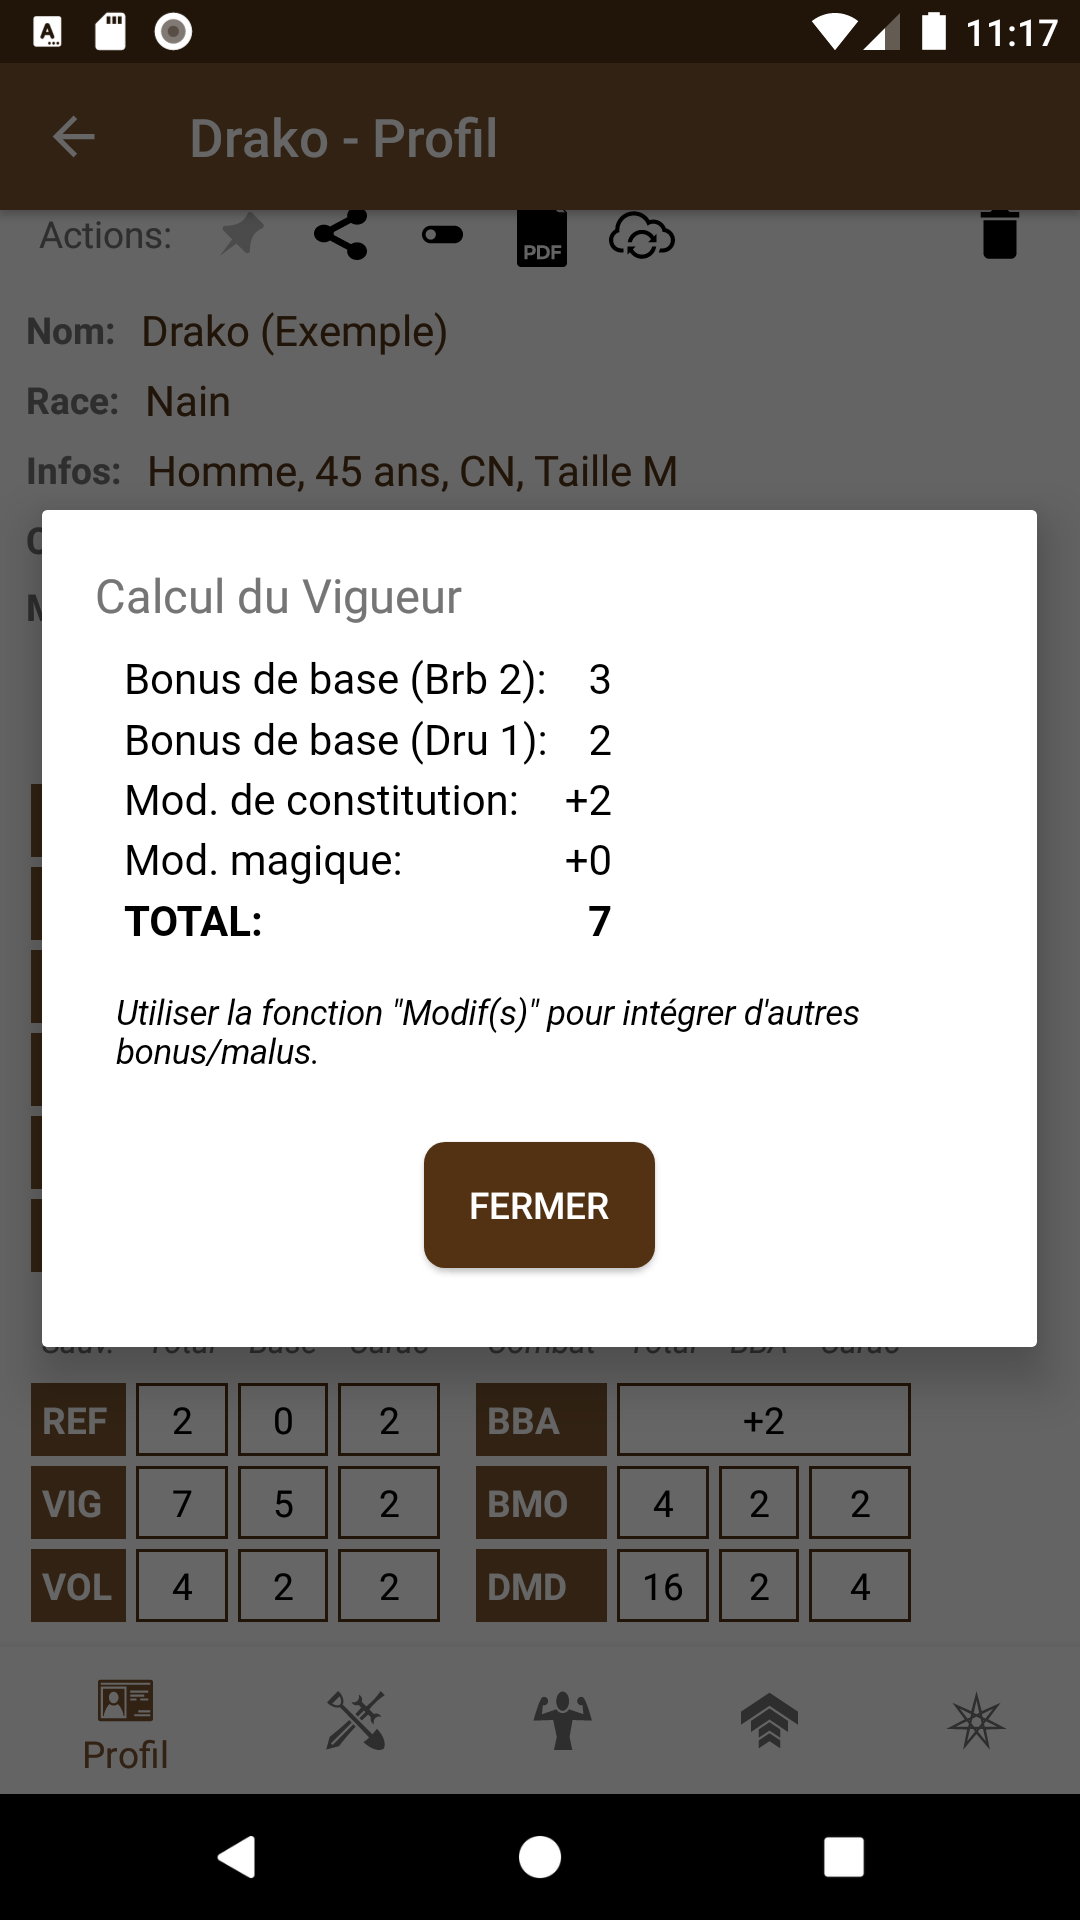 11:17
Drako - Profil
Actions:
PDF
Nom: Drako (Exemple)
Race: Nain
Infos: Homme, 45 ans, CN, Taille M
Calcul du Vigueur
Bonus de base (Brb 2): 3
Bonus de base (Dru 1): 2
Mod. de constitution: +2
Mod. magique: +0
TOTAL: 7
Utiliser la fonction "Modif(s)" pour intégrer d'autres
bonus/malus.
FERMER
REF 2 0 2 BBA +2
VIG 7 5 2 BMO 4 2 2
VOL 4 2 2 DMD 16 2 4
Profil